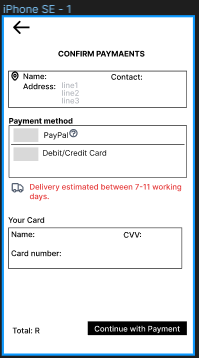 iPhone SE - 1
CONFIRM PAYMAENTS
Name: Contact:
Address: line1
line2
line3
Payment method
PayPal ?
Debit/Credit Card
Delivery estimated between 7-11 working
days.
Your Card
Name: CVV:
Card number:
Total: R Continue with Payment